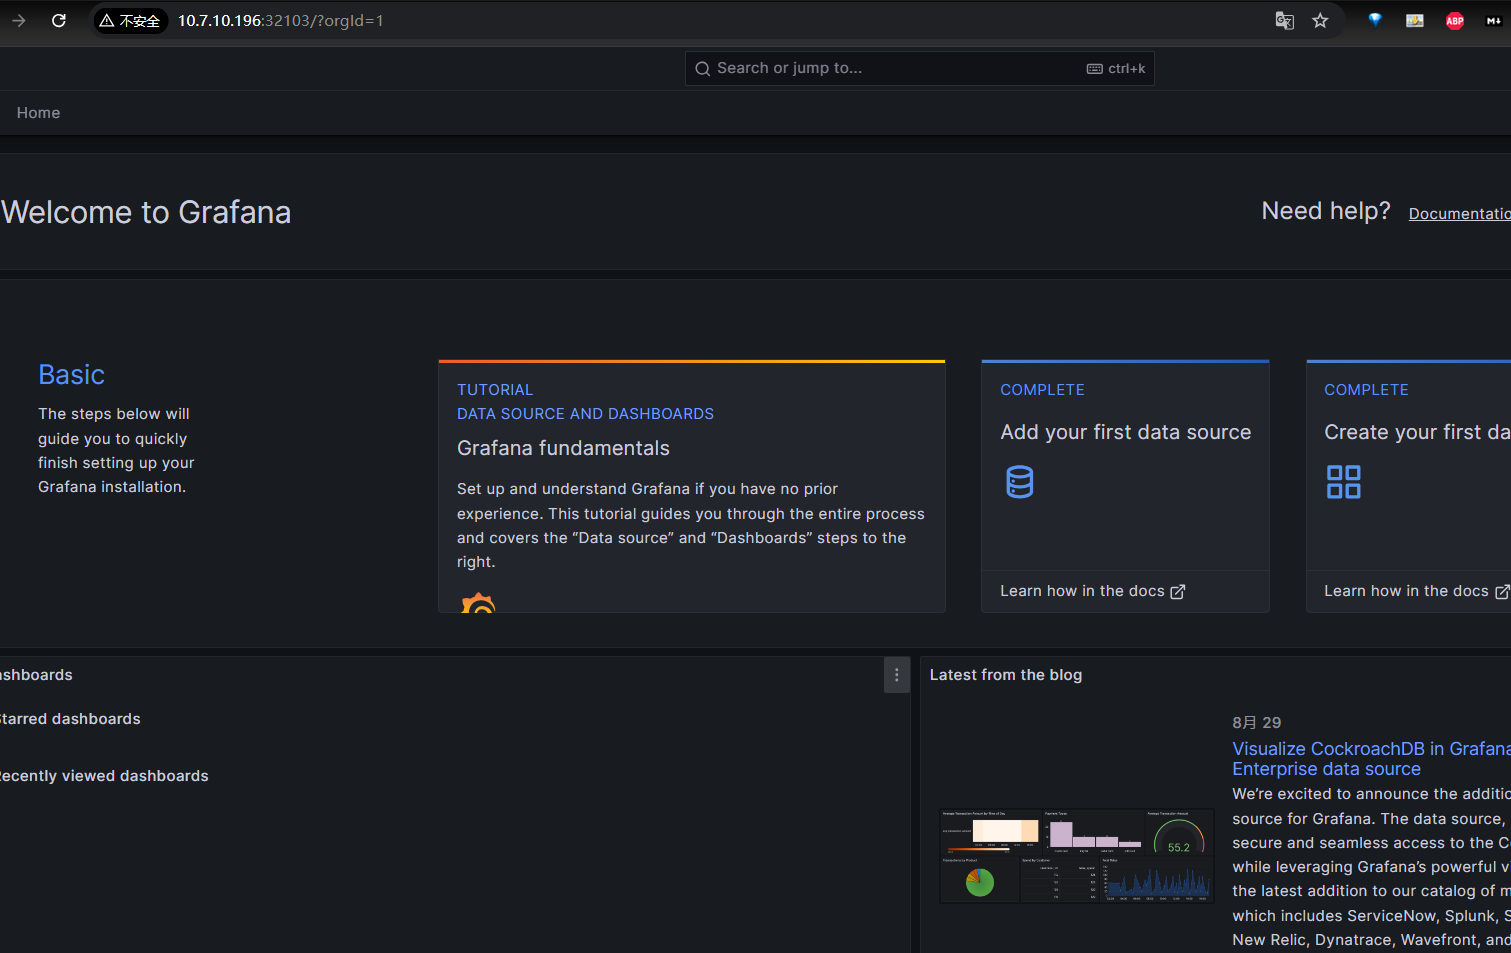 不安全 10.7.10.196:32103/?orgId=1
ABP
Search or jump to... ctrl+k
Home
Welcome to Grafana
Need help? Documentatio
Basic
The steps below will
guide you to quickly
finish setting up your
Grafana installation.
TUTORIAL
DATA SOURCE AND DASHBOARDS
Grafana fundamentals
Set up and understand Grafana if you have no prior
experience. This tutorial guides you through the entire process
and covers the “Data source” and “Dashboards” steps to the
right.
COMPLETE
Add your first data source
Learn how in the docs
COMPLETE
Create your first da
Learn how in the docs
ashboards
Starred dashboards
Recently viewed dashboards
Latest from the blog
8月 29
Visualize CockroachDB in Grafana
Enterprise data source
We’re excited to announce the additio
source for Grafana. The data source,
secure and seamless access to the C
while leveraging Grafana’s powerful v
the latest addition to our catalog of m
which includes ServiceNow, Splunk, S
New Relic, Dynatrace, Wavefront, and
55.2